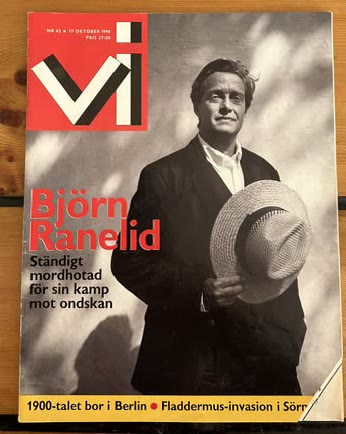 NR 42 ● 17 OKTOBER 1996
PRIS 27:00
vi
Björn
Ranelid
Ständigt
mordhotad
för sin kamp
mot ondskan
1900-talet bor i Berlin ● Fladdermus-invasion i Sörm